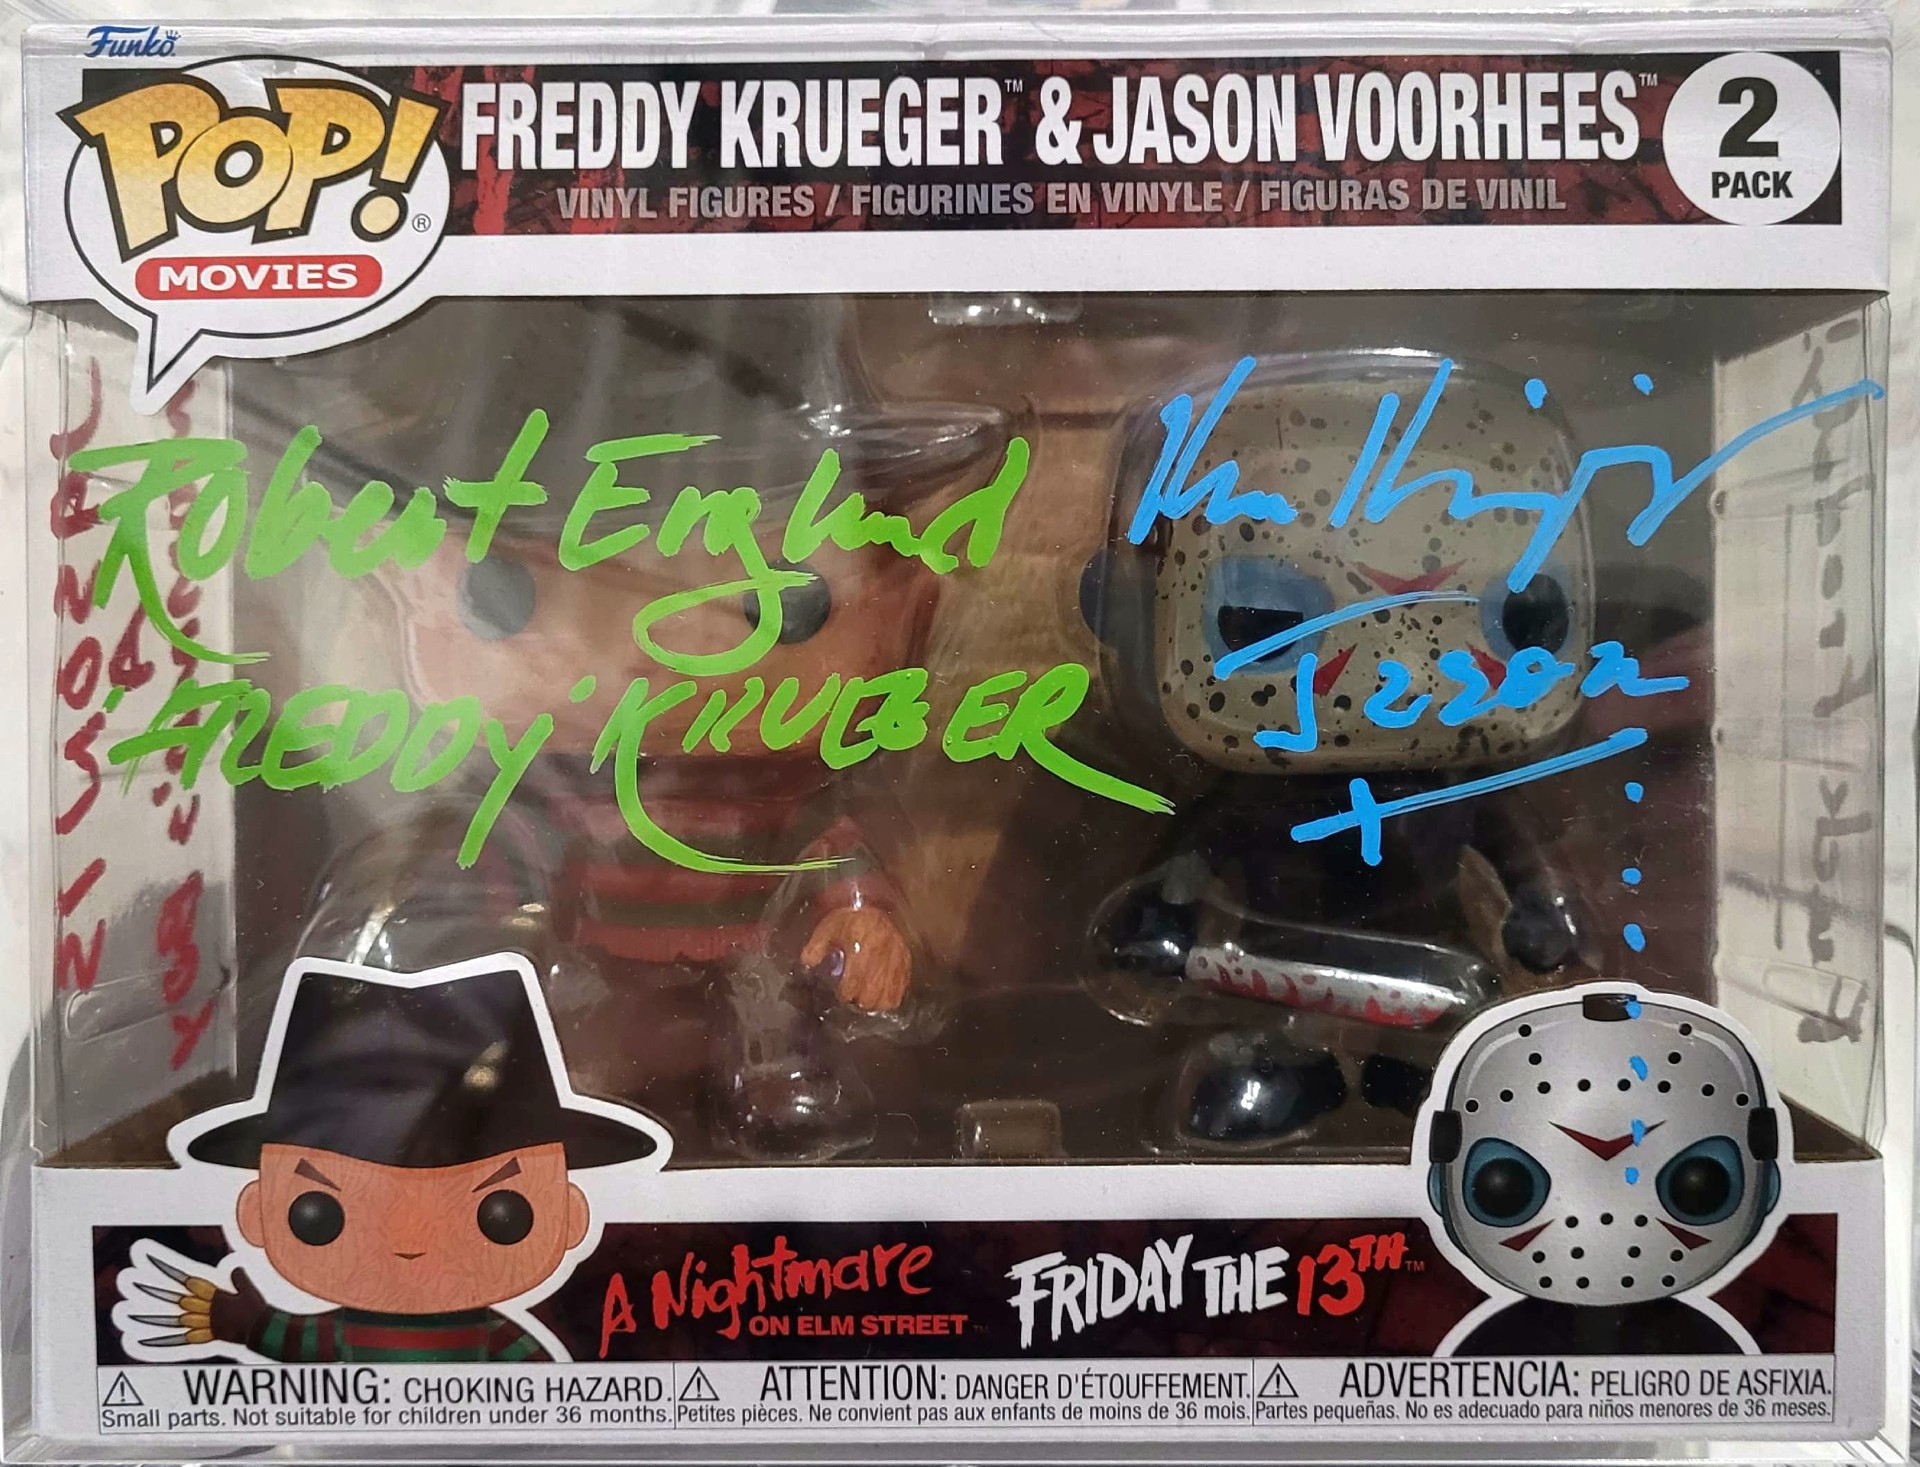 Funko
POP!®
MOVIES
FREDDY KRUEGER™ & JASON VOORHEES™
VINYL FIGURES / FIGURINES EN VINYLE / FIGURAS DE VINIL
2
PACK
Robert Englund
'FREDDY' KRUEGER
Jason
A Nightmare
ON ELM STREET™
FRIDAY THE 13TH™
WARNING: CHOKING HAZARD.
Small parts. Not suitable for children under 36 months.
ATTENTION: DANGER D'ÉTOUFFEMENT.
Petites pièces. Ne convient pas aux enfants de moins de 36 mois.
ADVERTENCIA: PELIGRO DE ASFIXIA.
Partes pequeñas. No es adecuado para niños menores de 36 meses.